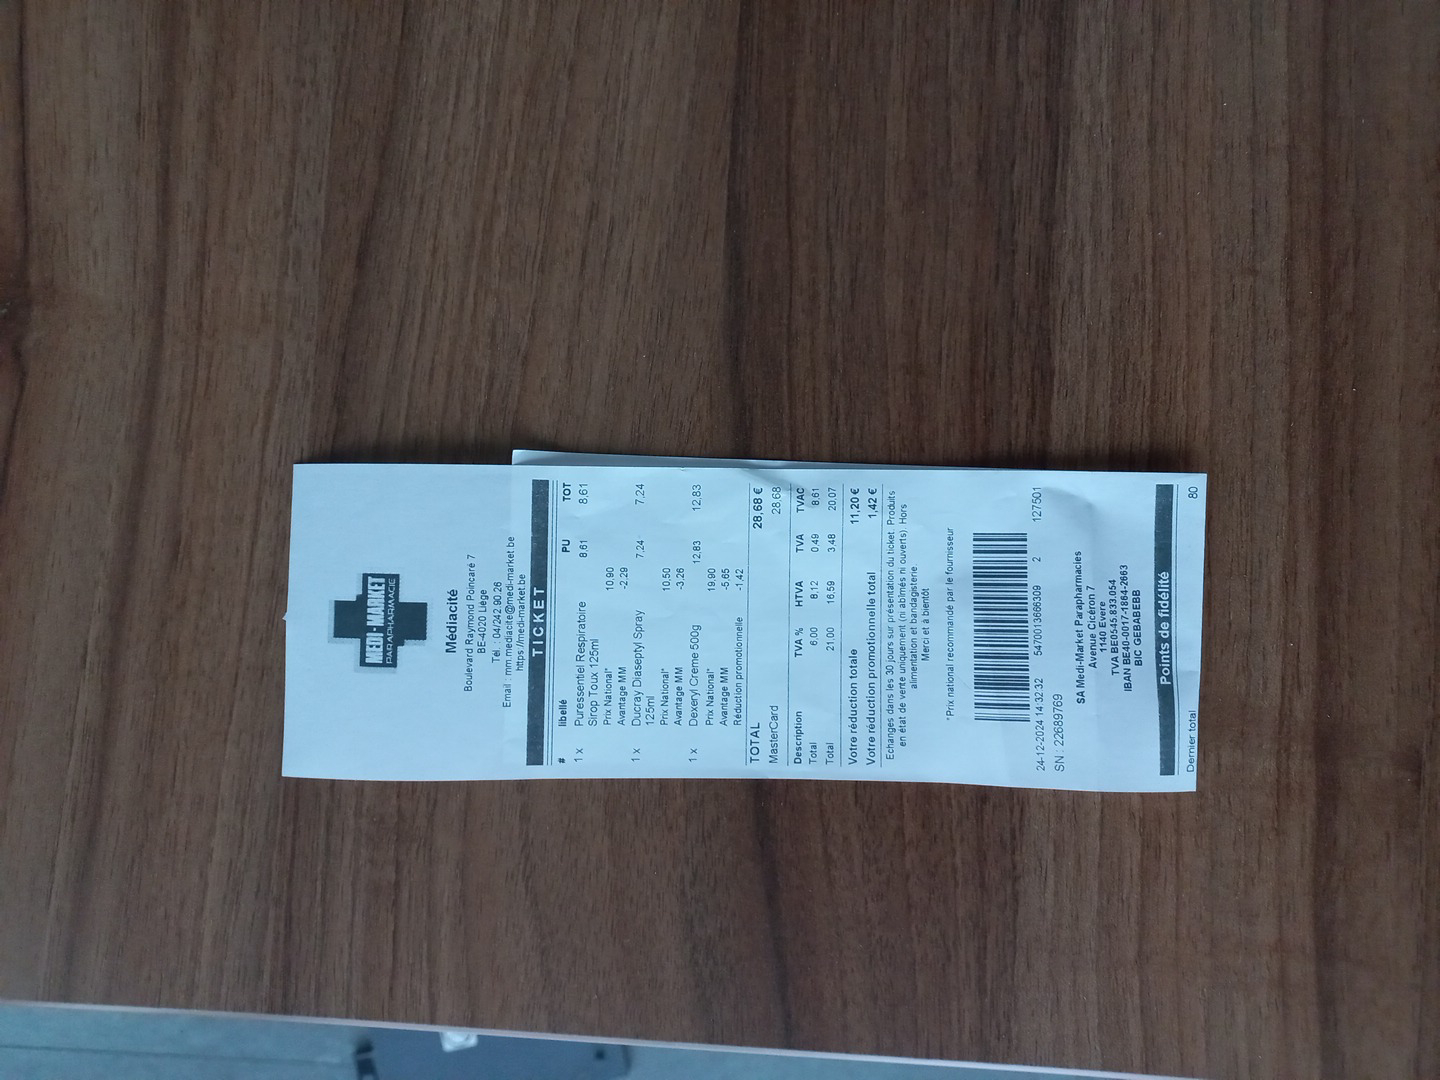 MEDI-MARKET
PARAPHARMACIE
Médiacité
Boulevard Raymond Poincaré 7
BE-4020 Liège
Tél. : 04/242.90.26
Email : mm.mediacite@medi-market.be
https://medi-market.be
TICKET
# libellé PU TOT
1 x Puressentiel Respiratoire 8,61 8,61
Sirop Toux 125ml
Prix National* 10,90
Avantage MM -2,29
1 x Ducray Diaseptyl Spray 7,24 7,24
125ml
Prix National* 10,50
Avantage MM -3,26
1 x Dexeryl Creme 500g 12,83 12,83
Prix National* 19,90
Avantage MM -5,65
Réduction promotionnelle -1,42
TOTAL 28,68 €
MasterCard 28,68
Description TVA % HTVA TVA TVAC
Total 6,00 8,12 0,49 8,61
Total 21,00 16,59 3,48 20,07
Votre réduction totale 11,20 €
Votre réduction promotionnelle total 1,42 €
Echanges dans les 30 jours sur présentation du ticket. Produits
en état de vente uniquement (ni abîmés ni ouverts). Hors
alimentation et bandagisterie.
Merci et à bientôt
*Prix national recommandé par le fournisseur
24-12-2024 14:32:32 5470013666309 2 127501
SN : 22689769
SA Medi-Market Parapharmacies
Avenue Cicéron 7
1140 Evere
TVA BE0545.833.054
IBAN BE40-0017-1864-2663
BIC GEBABEBB
Points de fidélité
Dernier total 80